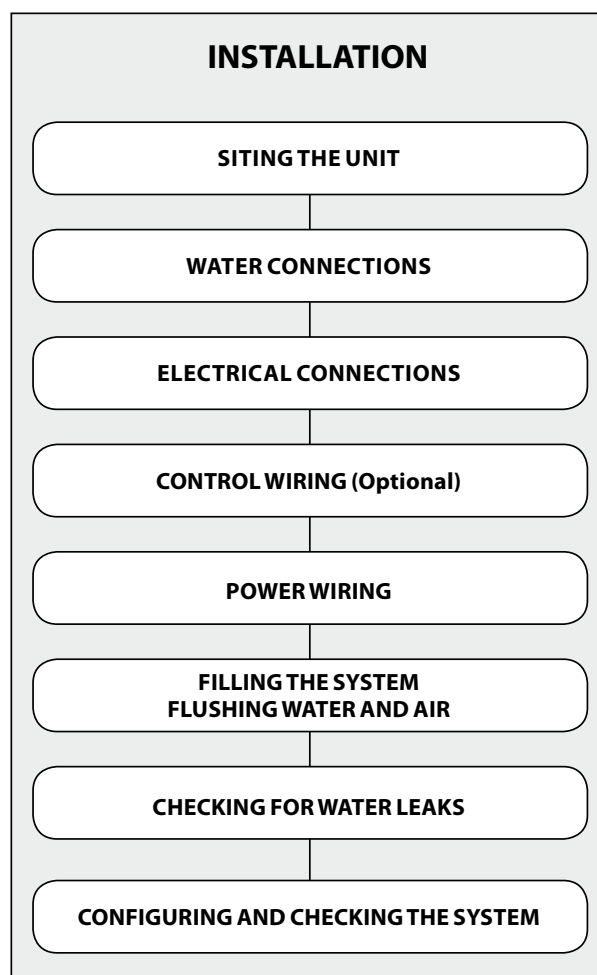 INSTALLATION
SITING THE UNIT
WATER CONNECTIONS
ELECTRICAL CONNECTIONS
CONTROL WIRING (Optional)
POWER WIRING
FILLING THE SYSTEM
FLUSHING WATER AND AIR
CHECKING FOR WATER LEAKS
CONFIGURING AND CHECKING THE SYSTEM